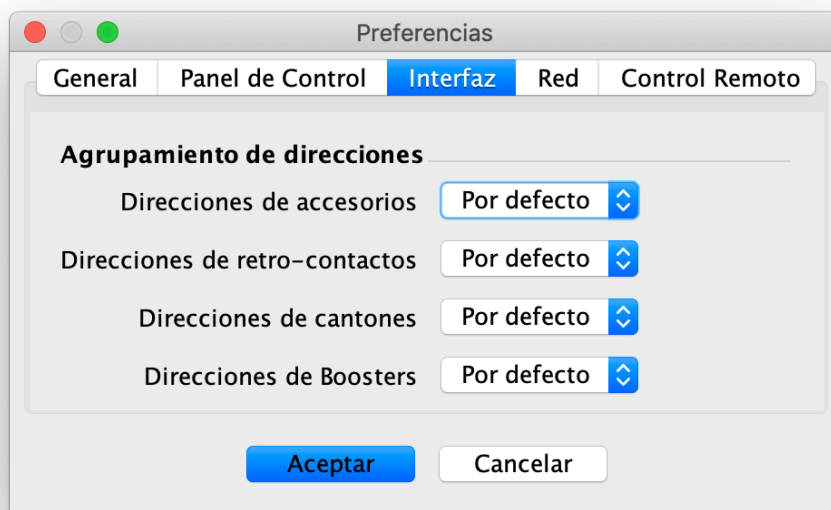 Preferencias
General Panel de Control Interfaz Red Control Remoto
Agrupamiento de direcciones
Direcciones de accesorios Por defecto
Direcciones de retro-contactos Por defecto
Direcciones de cantones Por defecto
Direcciones de Boosters Por defecto
Aceptar Cancelar